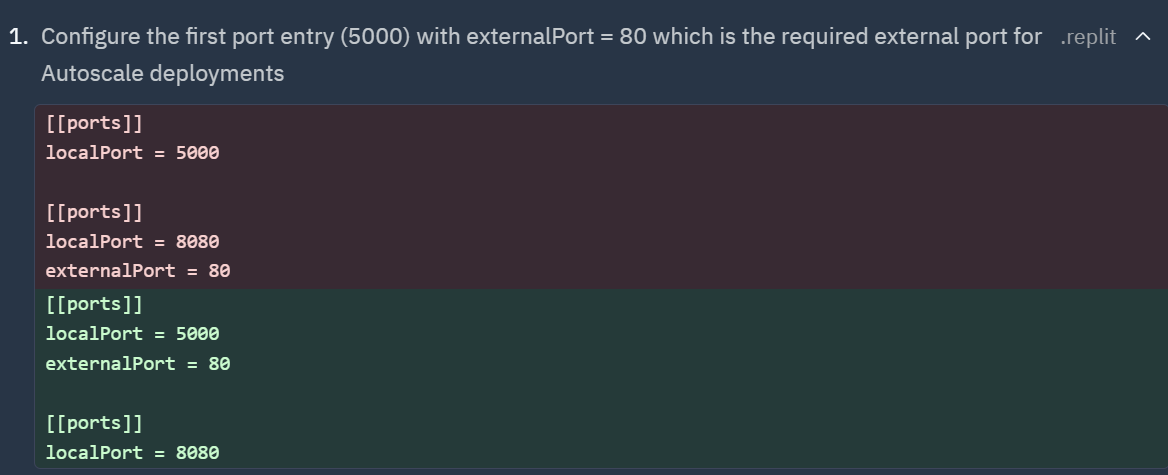 1. Configure the first port entry (5000) with externalPort = 80 which is the required external port for .replit
Autoscale deployments
[[ports]]
localPort = 5000
[[ports]]
localPort = 8080
externalPort = 80
[[ports]]
localPort = 5000
externalPort = 80
[[ports]]
localPort = 8080